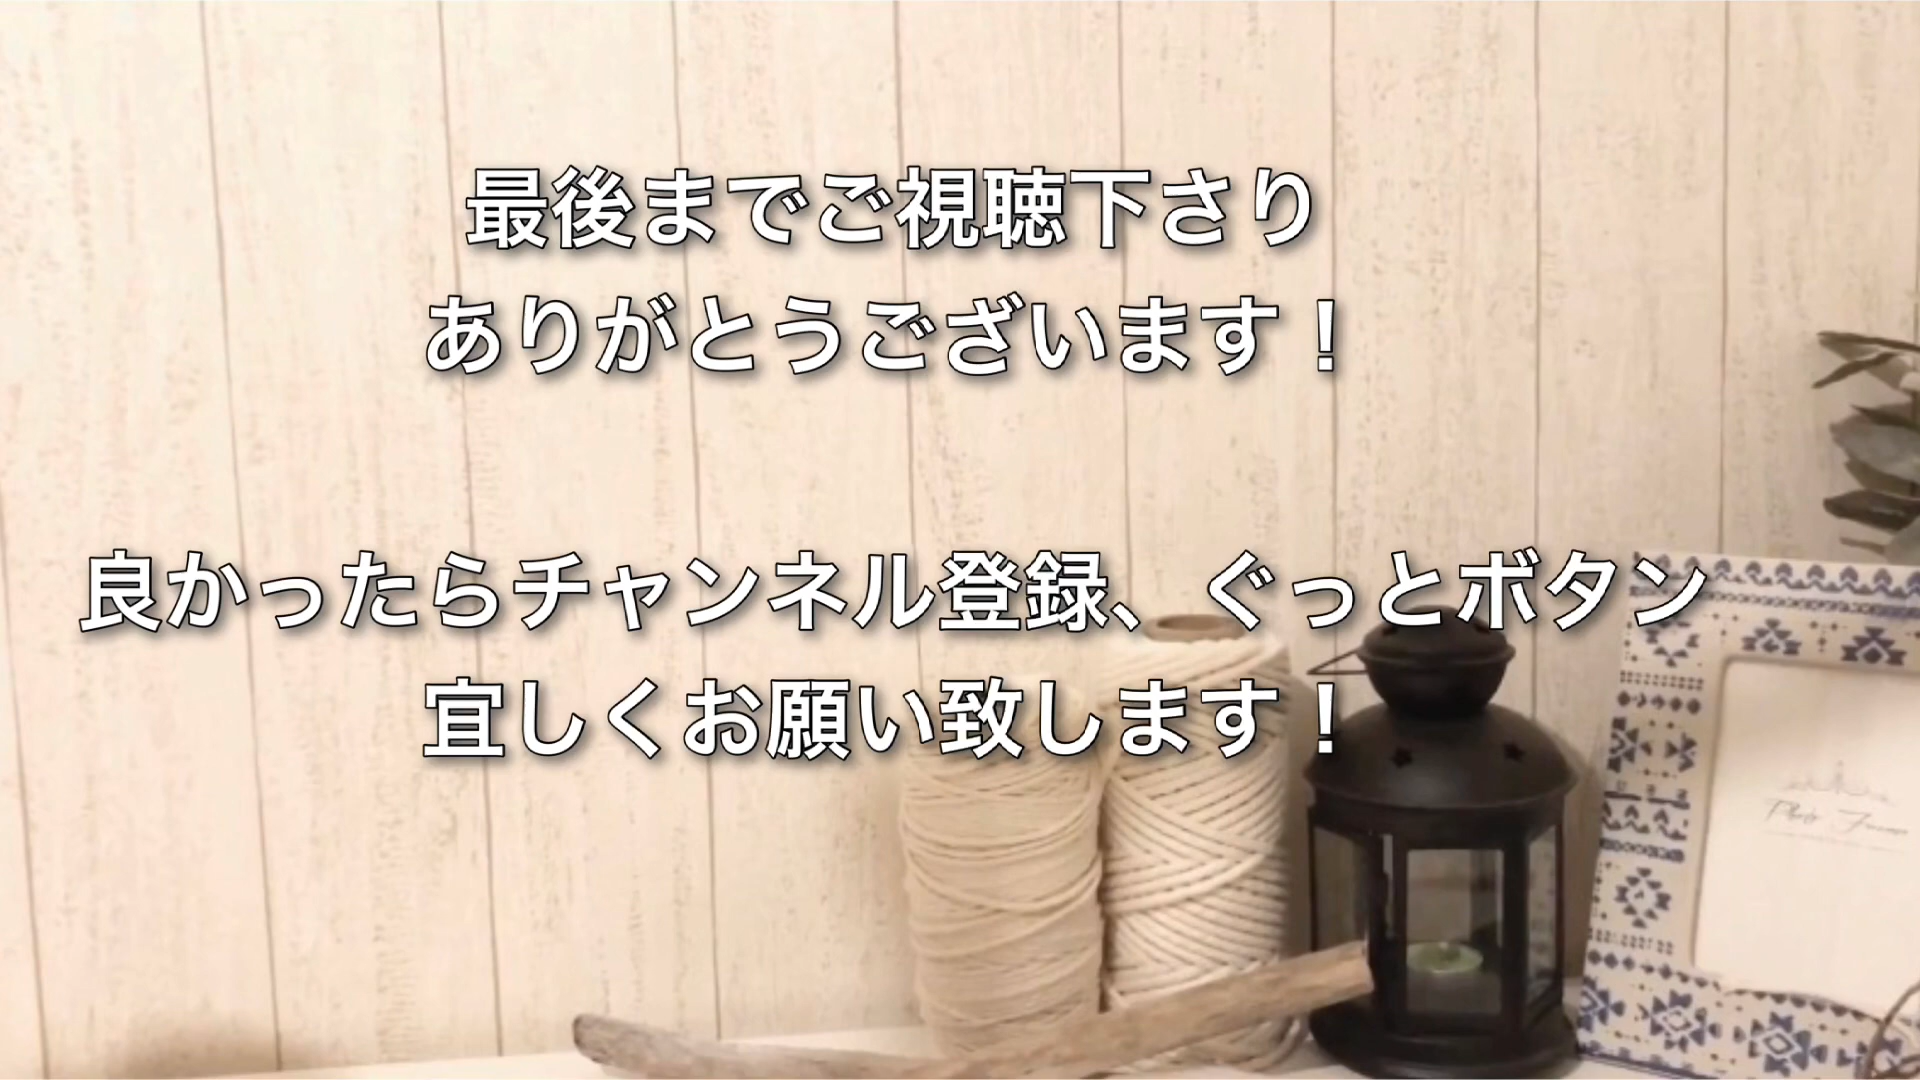 最後までご視聴下さり
ありがとうございます！
良かったらチャンネル登録、ぐっとボタン
宜しくお願い致します！
Photo Frame